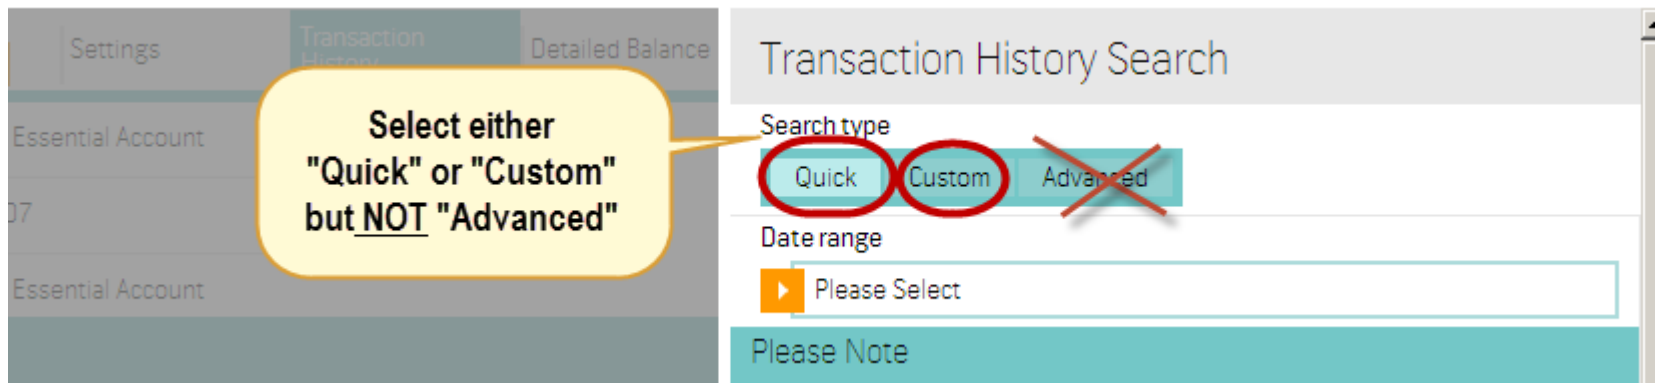 Settings
Transaction
History
Detailed Balance
Essential Account
07
Essential Account
Select either
"Quick" or "Custom"
but NOT "Advanced"
Transaction History Search
Search type
Quick Custom Advanced
Date range
Please Select
Please Note